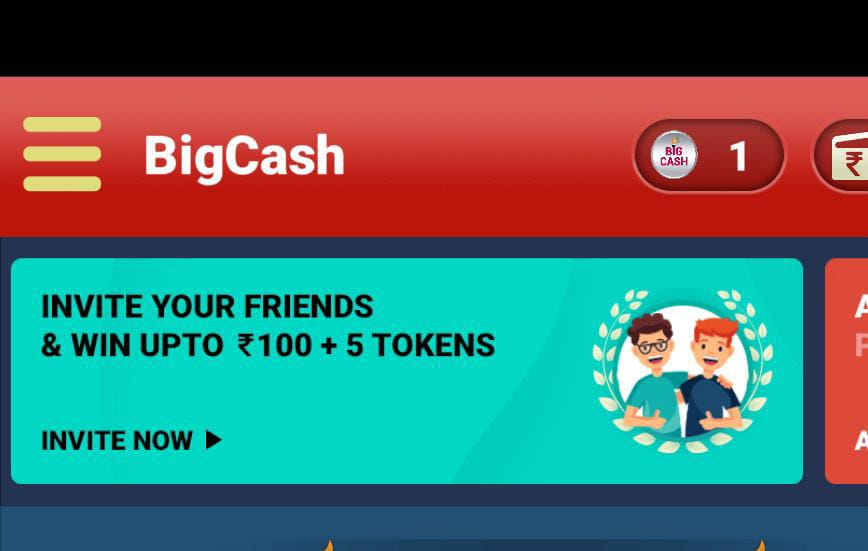 BigCash
BIG
CASH
1
₹
INVITE YOUR FRIENDS
& WIN UPTO ₹100 + 5 TOKENS
INVITE NOW